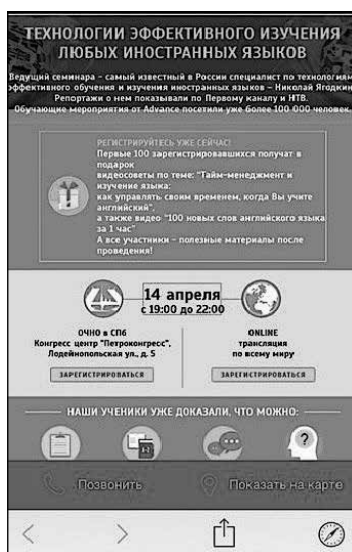 ТЕХНОЛОГИИ ЭФФЕКТИВНОГО ИЗУЧЕНИЯ
ЛЮБЫХ ИНОСТРАННЫХ ЯЗЫКОВ
Ведущий семинара – самый известный в России специалист по технологиям
эффективного обучения и изучения иностранных языков – Николай Ягодкин.
Репортажи о нем показывали по Первому каналу и НТВ.
Обучающие мероприятия от Advance посетили уже более 100 000 человек.
РЕГИСТРИРУЙТЕСЬ УЖЕ СЕЙЧАС!
Первые 100 зарегистрировавшихся получат в
подарок
видеосоветы по теме: "Тайм-менеджмент и
изучение языка:
как управлять своим временем, когда Вы учите
английский",
а также видео "100 новых слов английского языка
за 1 час"
А все участники – полезные материалы после
проведения!
14 апреля
с 19:00 до 22:00
ОЧНО в СПб
Конгресс центр "Петроконгресс",
Лодейнопольская ул., д. 5
ЗАРЕГИСТРИРОВАТЬСЯ
ONLINE
трансляция
по всему миру
ЗАРЕГИСТРИРОВАТЬСЯ
НАШИ УЧЕНИКИ УЖЕ ДОКАЗАЛИ, ЧТО МОЖНО:
?
Позвонить
Показать на карте